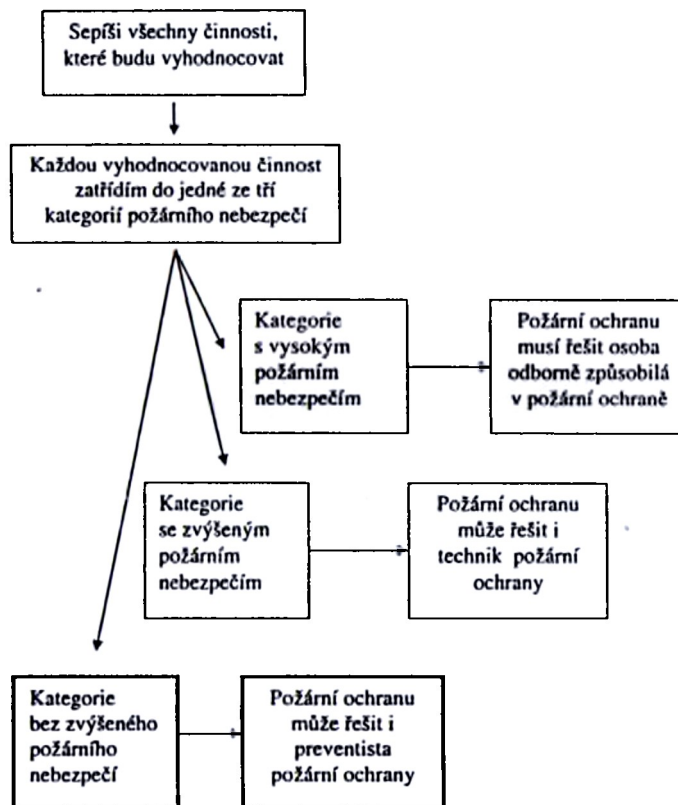 Sepíši všechny činnosti,
které budu vyhodnocovat
Každou vyhodnocovanou činnost
zatřídím do jedné ze tří
kategorií požárního nebezpečí
Kategorie
s vysokým
požárním
nebezpečím
Požární ochranu
musí řešit osoba
odborně způsobilá
v požární ochraně
Kategorie
se zvýšeným
požárním
nebezpečím
Požární ochranu
může řešit i
technik požární
ochrany
Kategorie
bez zvýšeného
požárního
nebezpečí
Požární ochranu
může řešit i
preventista
požární ochrany